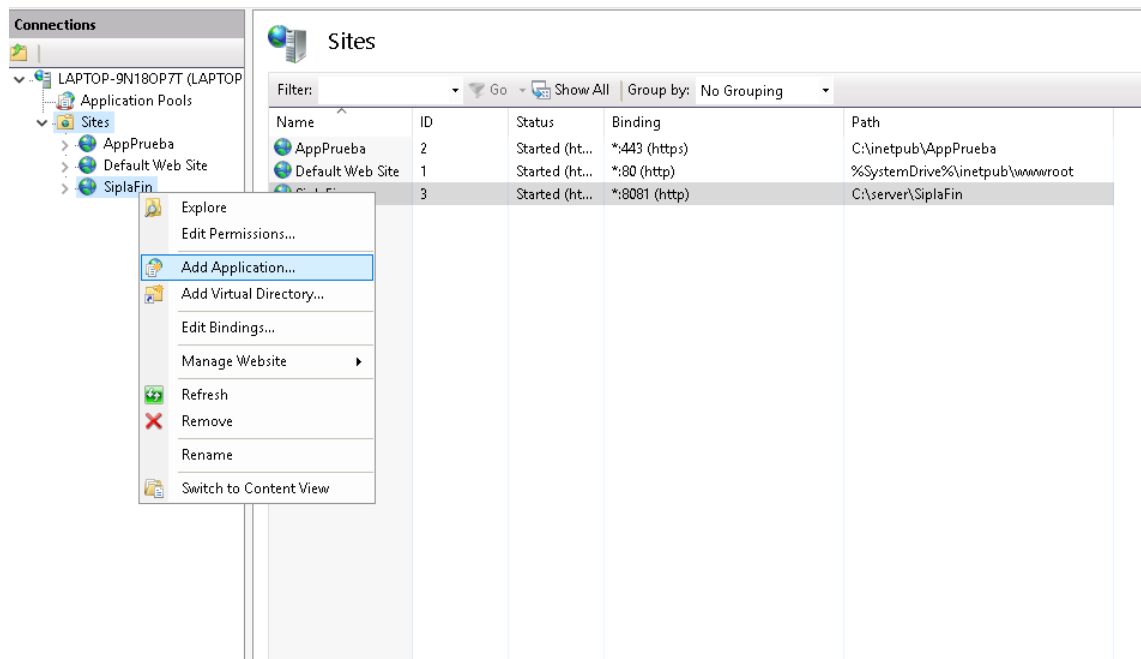 Connections
LAPTOP-9N18OP7T (LAPTOP
Application Pools
Sites
AppPrueba
Default Web Site
SiplaFin
Explore
Edit Permissions...
Add Application...
Add Virtual Directory...
Edit Bindings...
Manage Website
Refresh
Remove
Rename
Switch to Content View
Sites
Filter: Go Show All Group by: No Grouping
Name ID Status Binding Path
AppPrueba 2 Started (ht... *:443 (https) C:\inetpub\AppPrueba
Default Web Site 1 Started (ht... *:80 (http) %SystemDrive%\inetpub\wwwroot
3 Started (ht... *:8081 (http) C:\server\SiplaFin